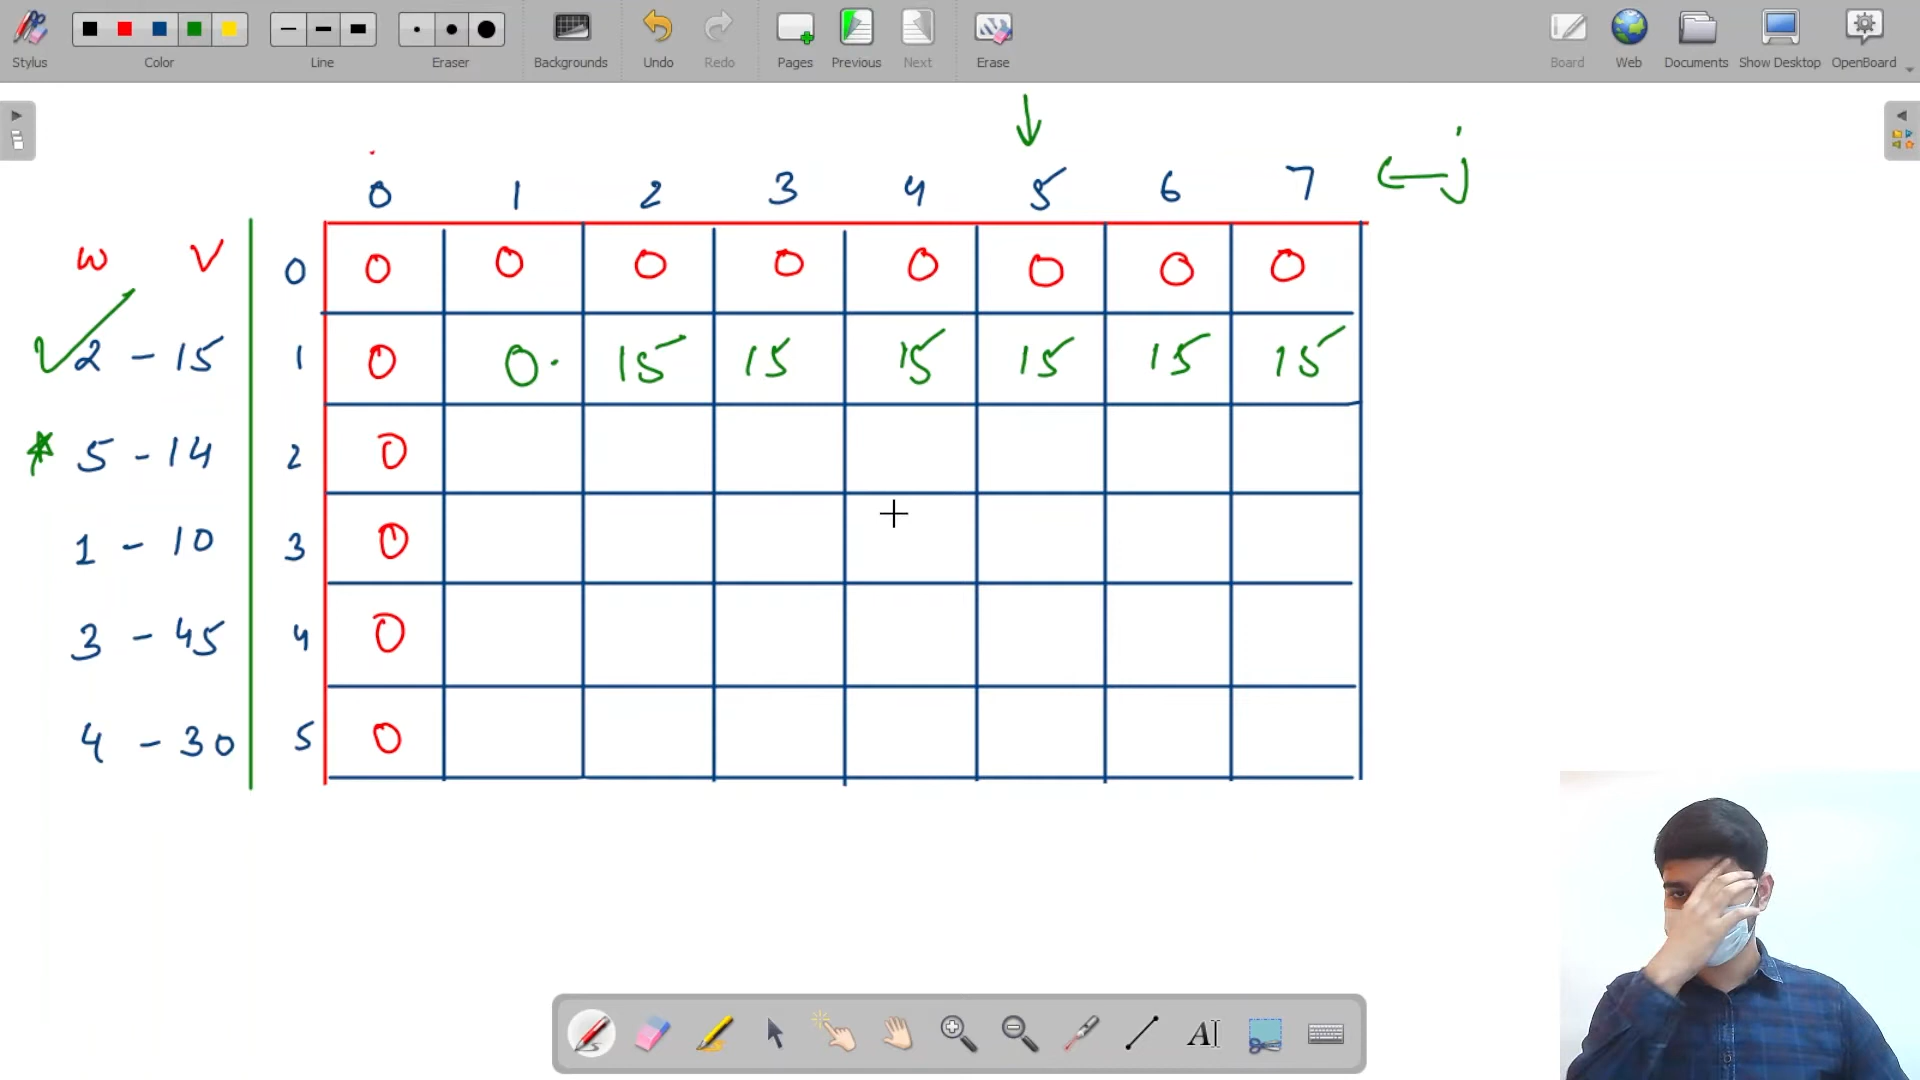 Stylus Color Line Eraser Backgrounds Undo Redo Pages Previous Next Erase Board Web Documents Show Desktop OpenBoard
0 1 2 3 4 5 6 7 ← j
w v 0 0 0 0 0 0 0 0 0
2 - 15 1 0 0 15 15 15 15 15 15
5 - 14 2 0
1 - 10 3 0
3 - 45 4 0
4 - 30 5 0